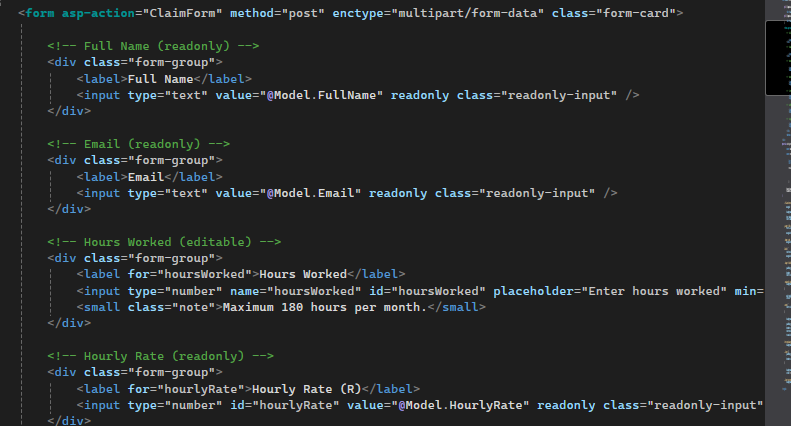 <form asp-action="ClaimForm" method="post" enctype="multipart/form-data" class="form-card">
<!-- Full Name (readonly) -->
<div class="form-group">
<label>Full Name</label>
<input type="text" value="@Model.FullName" readonly class="readonly-input" />
</div>
<!-- Email (readonly) -->
<div class="form-group">
<label>Email</label>
<input type="text" value="@Model.Email" readonly class="readonly-input" />
</div>
<!-- Hours Worked (editable) -->
<div class="form-group">
<label for="hoursWorked">Hours Worked</label>
<input type="number" name="hoursWorked" id="hoursWorked" placeholder="Enter hours worked" min=
<small class="note">Maximum 180 hours per month.</small>
</div>
<!-- Hourly Rate (readonly) -->
<div class="form-group">
<label for="hourlyRate">Hourly Rate (R)</label>
<input type="number" id="hourlyRate" value="@Model.HourlyRate" readonly class="readonly-input"
</div>